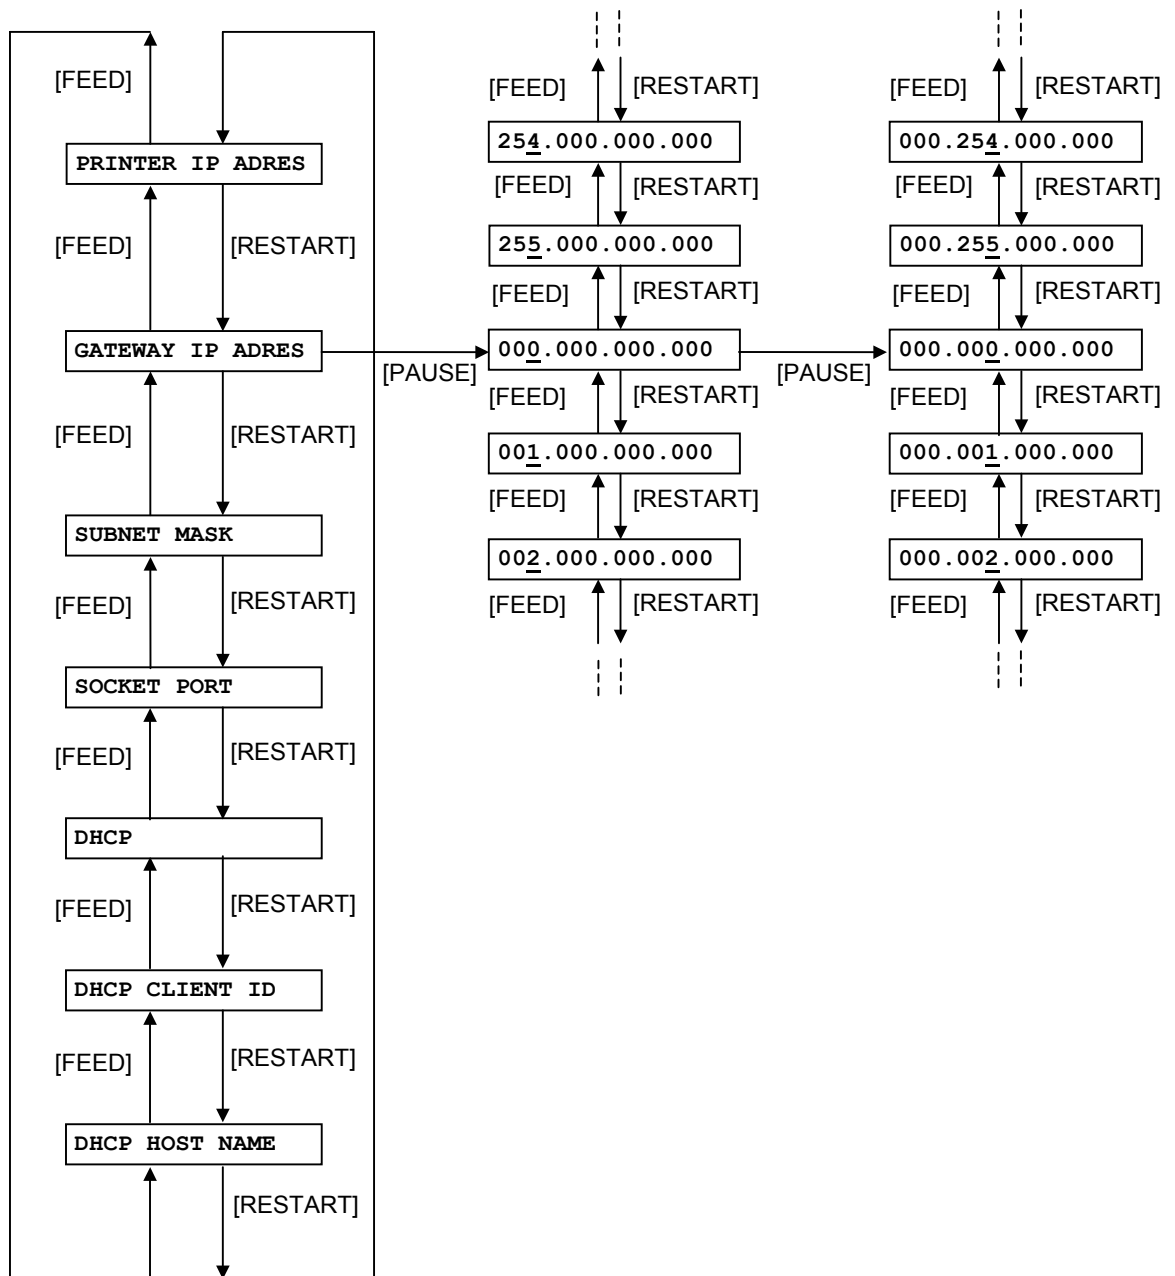 [FEED]
PRINTER IP ADRES
[FEED] [RESTART]
GATEWAY IP ADRES
[FEED] [RESTART]
SUBNET MASK
[FEED] [RESTART]
SOCKET PORT
[FEED] [RESTART]
DHCP
[FEED] [RESTART]
DHCP CLIENT ID
[FEED] [RESTART]
DHCP HOST NAME
[RESTART]
[PAUSE]
[FEED] [RESTART]
254.000.000.000
[FEED] [RESTART]
255.000.000.000
[FEED] [RESTART]
000.000.000.000
[FEED] [RESTART]
001.000.000.000
[FEED] [RESTART]
002.000.000.000
[FEED] [RESTART]
[PAUSE]
[FEED] [RESTART]
000.254.000.000
[FEED] [RESTART]
000.255.000.000
[FEED] [RESTART]
000.000.000.000
[FEED] [RESTART]
000.001.000.000
[FEED] [RESTART]
000.002.000.000
[FEED] [RESTART]